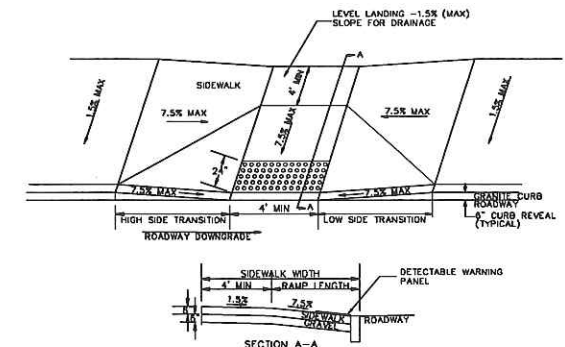 LEVEL LANDING -1.5% (MAX)
SLOPE FOR DRAINAGE
A
1.5% MAX
SIDEWALK
4' MIN
1.5% MAX
7.5% MAX
7.5% MAX
7.5% MAX
24"
7.5% MAX
7.5% MAX
GRANITE CURB
ROADWAY
HIGH SIDE TRANSITION
4' MIN
A
LOW SIDE TRANSITION
6" CURB REVEAL
(TYPICAL)
ROADWAY DOWNGRADE
SIDEWALK WIDTH
DETECTABLE WARNING
PANEL
4' MIN
RAMP LENGTH
1.5%
7.5%
SIDEWALK
ROADWAY
GRAVEL
SECTION A-A